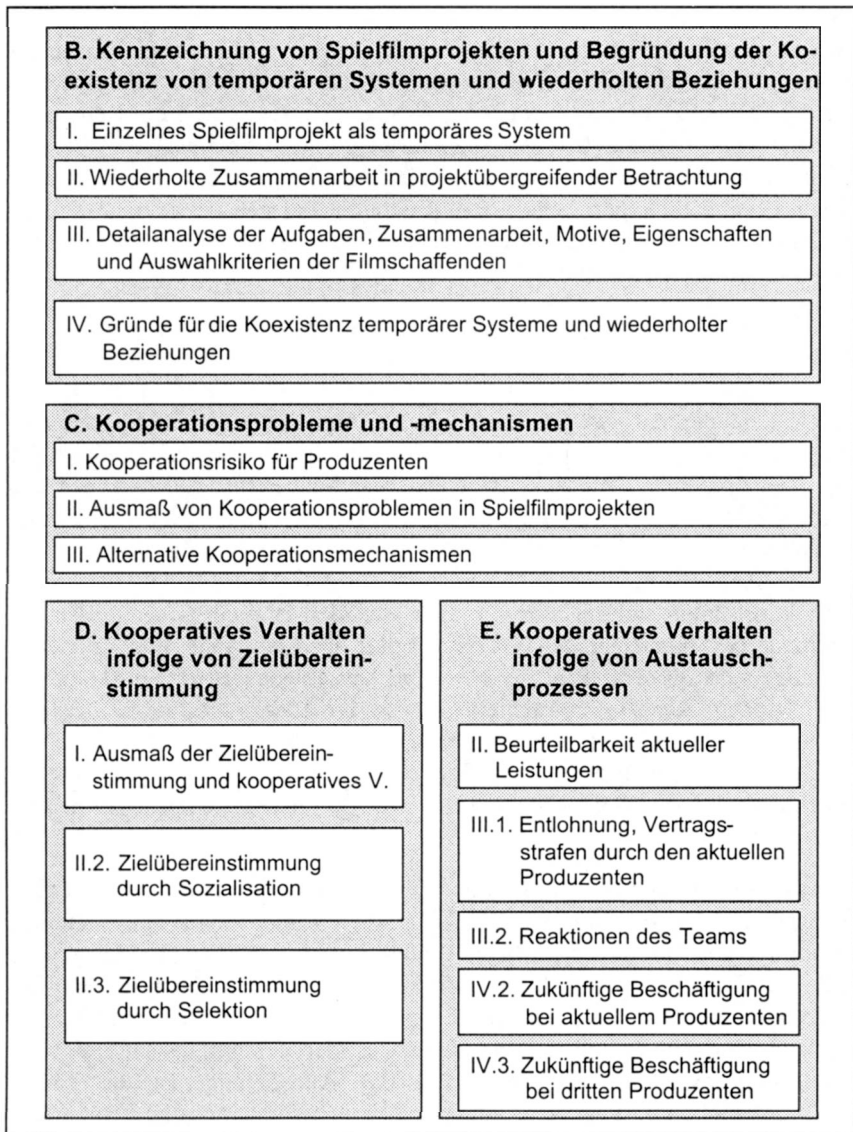 B. Kennzeichnung von Spielfilmprojekten und Begründung der Ko-
existenz von temporären Systemen und wiederholten Beziehungen
I. Einzelnes Spielfilmprojekt als temporäres System
II. Wiederholte Zusammenarbeit in projektübergreifender Betrachtung
III. Detailanalyse der Aufgaben, Zusammenarbeit, Motive, Eigenschaften
und Auswahlkriterien der Filmschaffenden
IV. Gründe für die Koexistenz temporärer Systeme und wiederholter
Beziehungen
C. Kooperationsprobleme und -mechanismen
I. Kooperationsrisiko für Produzenten
II. Ausmaß von Kooperationsproblemen in Spielfilmprojekten
III. Alternative Kooperationsmechanismen
D. Kooperatives Verhalten
infolge von Zielüberein-
stimmung
I. Ausmaß der Zielüberein-
stimmung und kooperatives V.
II.2. Zielübereinstimmung
durch Sozialisation
II.3. Zielübereinstimmung
durch Selektion
E. Kooperatives Verhalten
infolge von Austausch-
prozessen
II. Beurteilbarkeit aktueller
Leistungen
III.1. Entlohnung, Vertrags-
strafen durch den aktuellen
Produzenten
III.2. Reaktionen des Teams
IV.2. Zukünftige Beschäftigung
bei aktuellem Produzenten
IV.3. Zukünftige Beschäftigung
bei dritten Produzenten